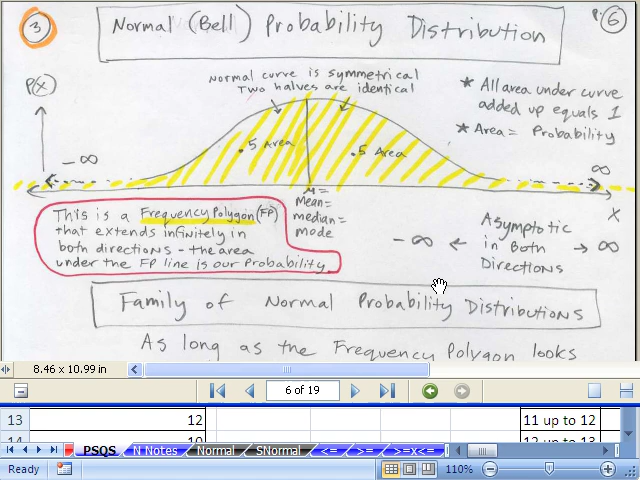 3
Normal (Bell) Probability Distribution
P. 6
P(X)
Normal curve is symmetrical
Two halves are identical
* All area under curve
added up equals 1
* Area = Probability
.5 Area
.5 Area
-∞
∞
μ =
Mean =
median =
mode
X
This is a Frequency Polygon (FP)
that extends infinitely in
both directions - the area
under the FP line is our Probability.
-∞ ← Asymptotic → ∞
in Both
Directions
Family of Normal Probability Distributions
As long as the Frequency Polygon looks
8.46 x 10.99 in
6 of 19
13
12
11 up to 12
14
10
12 up to 13
PSQS
N Notes
Normal
SNormal
<=
>=
>=x<=
Ready
110%